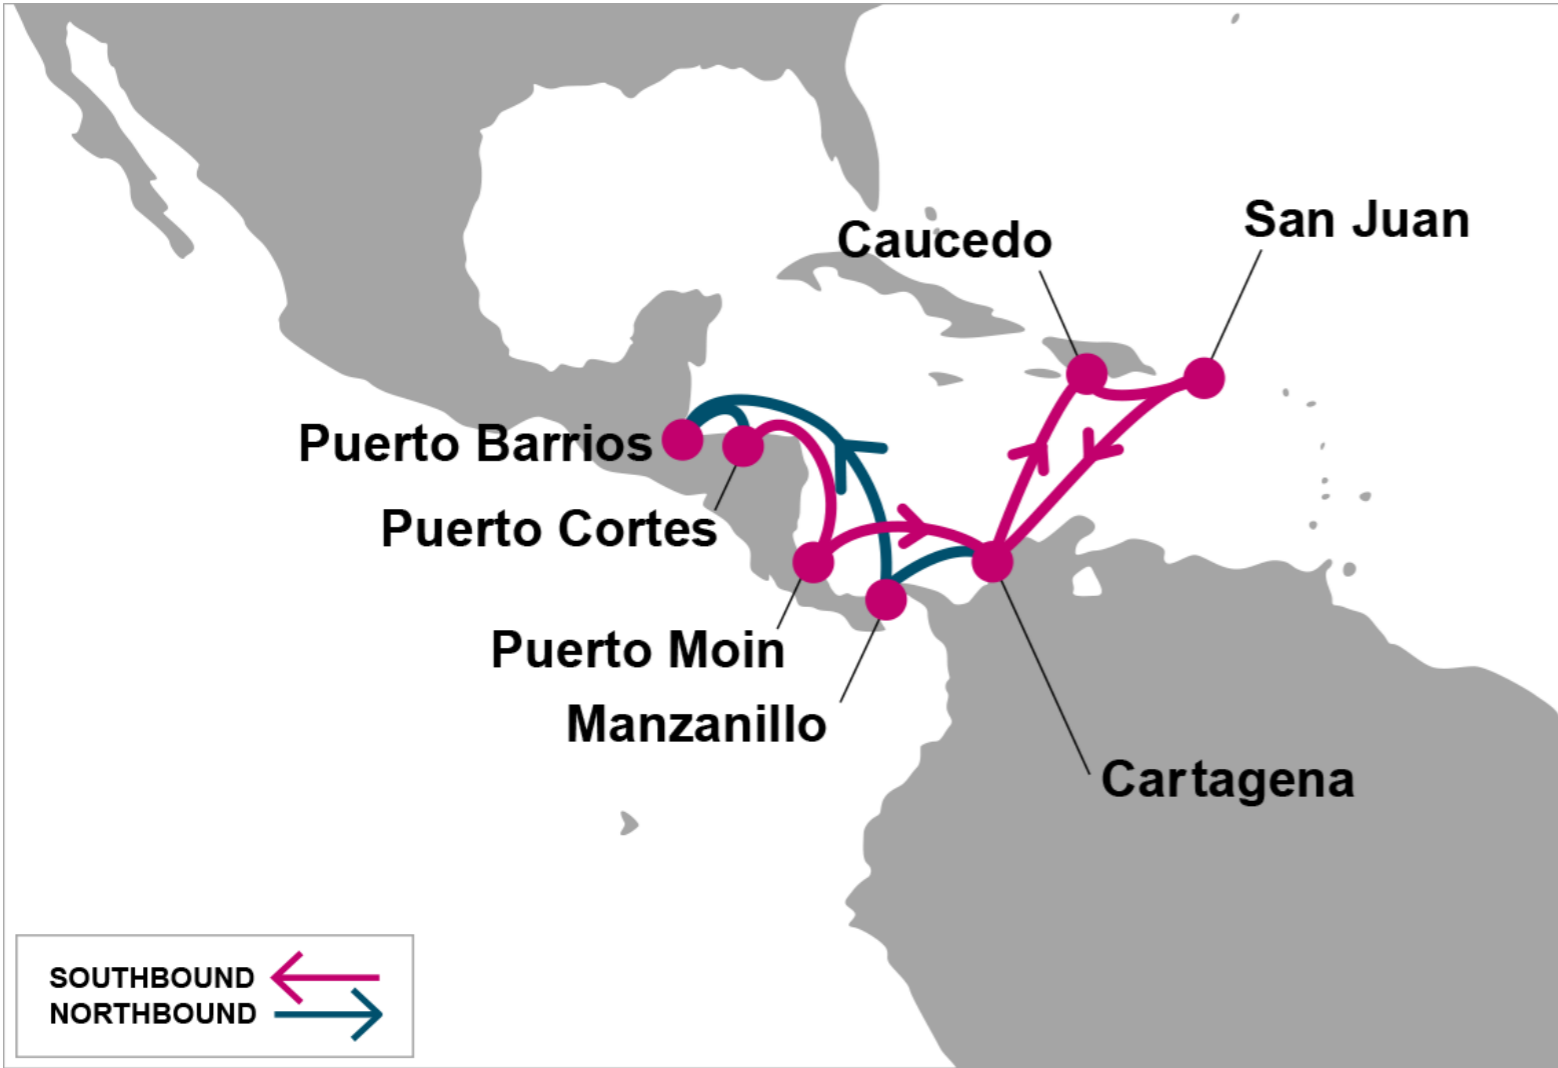 San Juan
Caucedo
Puerto Barrios
Puerto Cortes
Puerto Moin
Manzanillo
Cartagena
SOUTHBOUND
NORTHBOUND